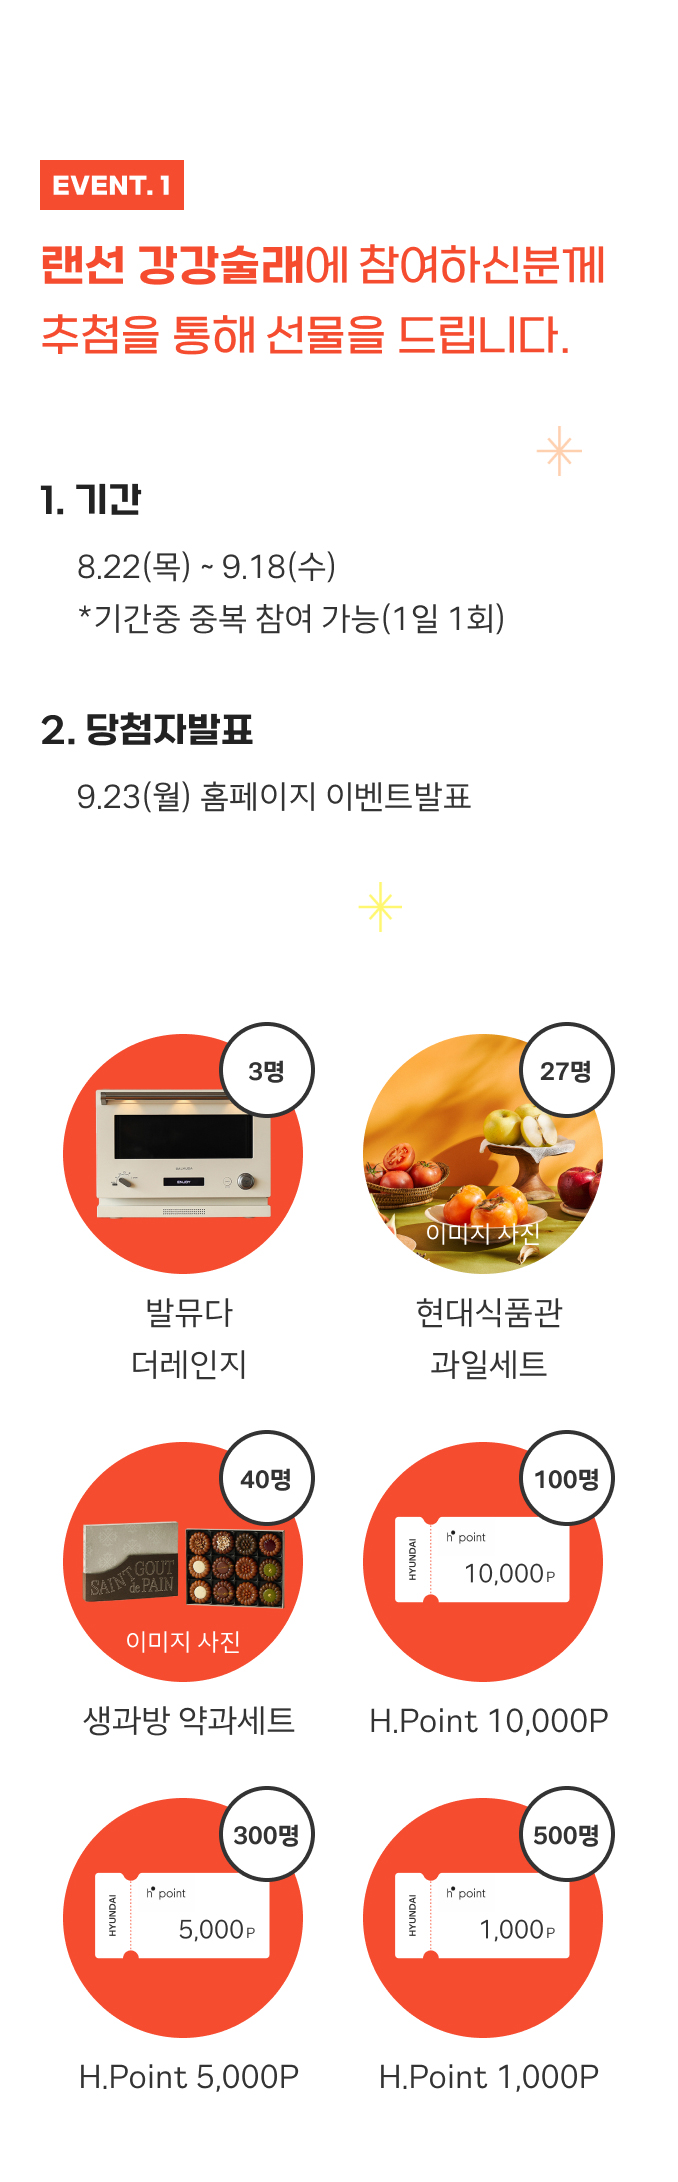 EVENT. 1
랜선 강강술래에 참여하신분께
추첨을 통해 선물을 드립니다.
1. 기간
8.22(목) ~ 9.18(수)
*기간중 중복 참여 가능(1일 1회)
2. 당첨자발표
9.23(월) 홈페이지 이벤트발표
3명
BALMUDA
ENJOY
발뮤다
더레인지
27명
이미지 사진
현대식품관
과일세트
40명
SAINT GOUT
de PAIN
이미지 사진
생과방 약과세트
100명
HYUNDAI
h point
10,000P
H.Point 10,000P
300명
HYUNDAI
h point
5,000P
H.Point 5,000P
500명
HYUNDAI
h point
1,000P
H.Point 1,000P